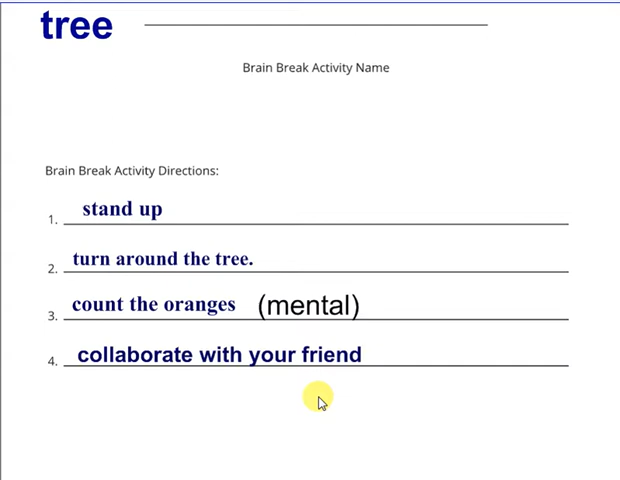 tree
Brain Break Activity Name
Brain Break Activity Directions:
1. stand up
2. turn around the tree.
3. count the oranges (mental)
4. collaborate with your friend